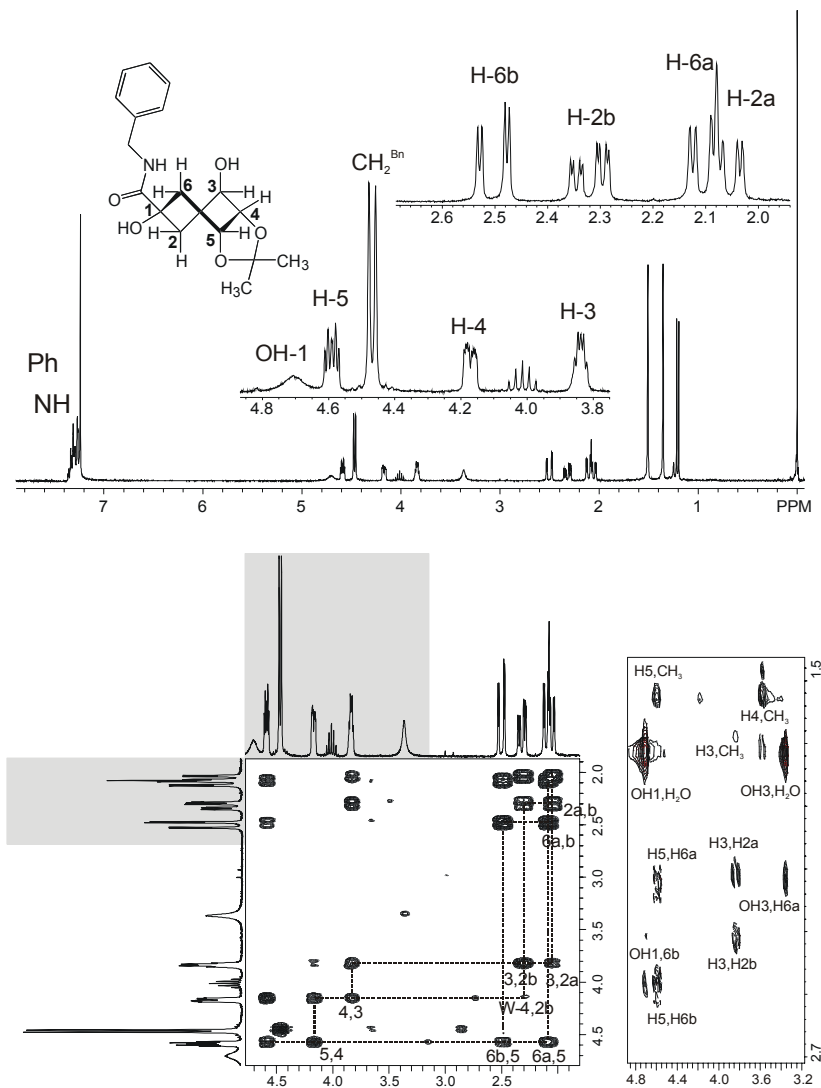 H-6b
H-2b
H-6a
H-2a
2.6
2.5
2.4
2.3
2.2
2.1
2.0
NH
H
OH
6
3
H
H
H
O
1
4
HO
H
2
5
H
O
H
O
CH3
H3C
CH2Bn
H-5
H-4
H-3
OH-1
4.8
4.6
4.4
4.2
4.0
3.8
Ph
NH
7
6
5
4
3
2
1
PPM
2.0
2.5
3.0
3.5
4.0
4.5
2a,b
6a,b
3,2b
3,2a
4,3
W-4,2b
5,4
6b,5
6a,5
4.5
4.0
3.5
3.0
2.5
2.0
H5,CH3
H4,CH3
H3,CH3
OH1,H2O
OH3,H2O
H5,H6a
H3,H2a
OH3,H6a
OH1,6b
H3,H2b
H5,H6b
1.5
2.7
4.8
4.4
4.0
3.6
3.2